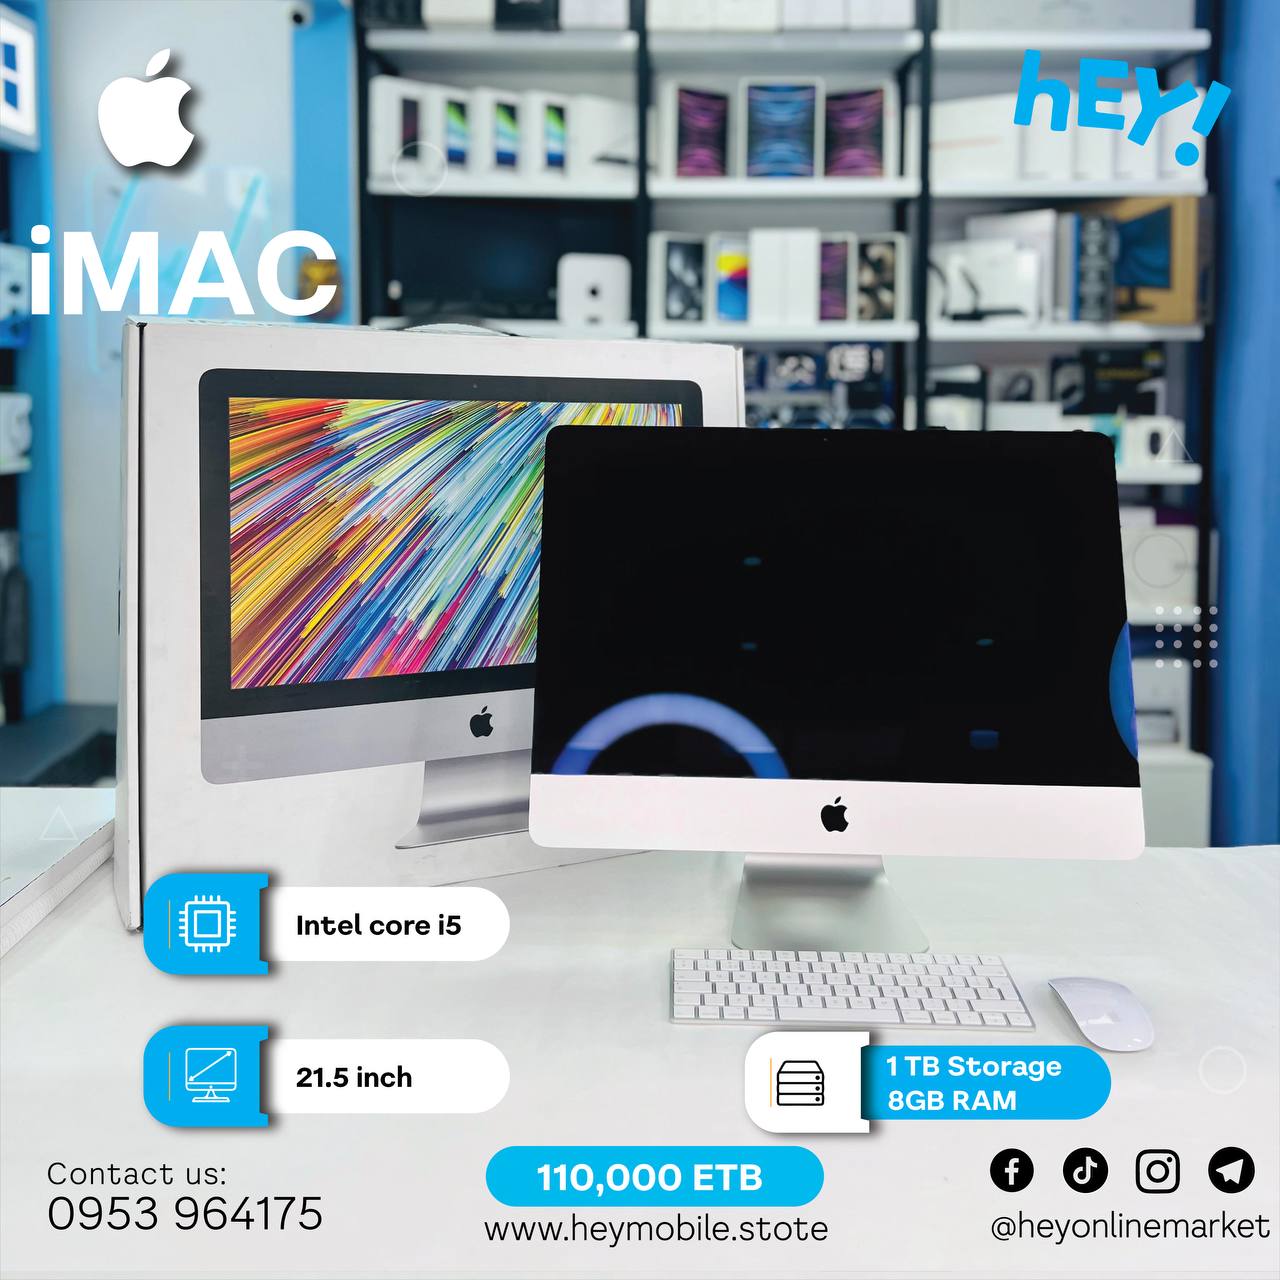 hEY!
iMAC
Intel core i5
21.5 inch
1 TB Storage
8GB RAM
Contact us:
0953 964175
110,000 ETB
www.heymobile.stote
@heyonlinemarket